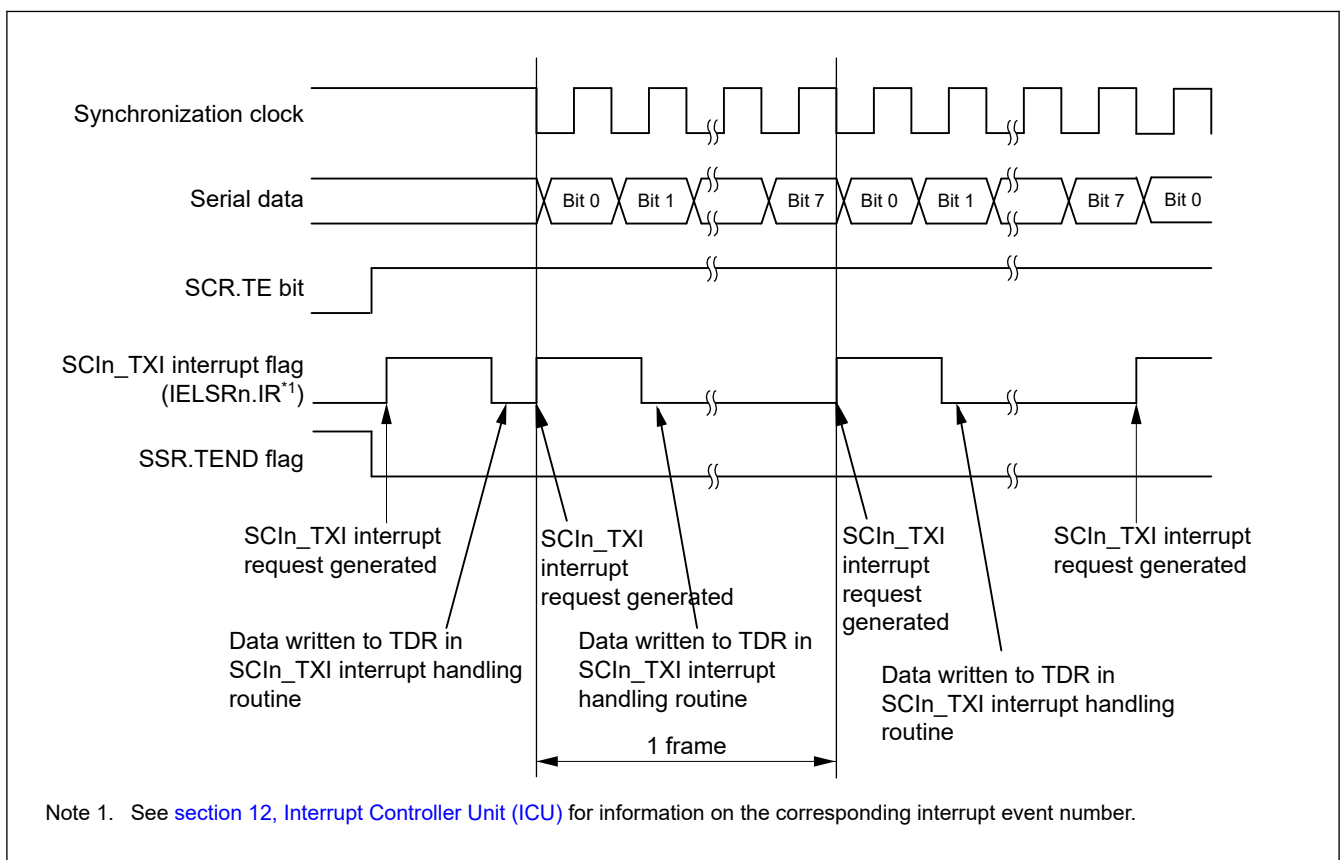 Synchronization clock
Serial data
Bit 0 Bit 1 Bit 7 Bit 0 Bit 1 Bit 7 Bit 0
SCR.TE bit
SCIn_TXI interrupt flag
(IELSRn.IR*1)
SSR.TEND flag
SCIn_TXI interrupt
request generated
SCIn_TXI
interrupt
request generated
SCIn_TXI
interrupt
request
generated
SCIn_TXI interrupt
request generated
Data written to TDR in
SCIn_TXI interrupt handling
routine
Data written to TDR in
SCIn_TXI interrupt
handling routine
Data written to TDR in
SCIn_TXI interrupt handling
routine
1 frame
Note 1. See section 12, Interrupt Controller Unit (ICU) for information on the corresponding interrupt event number.